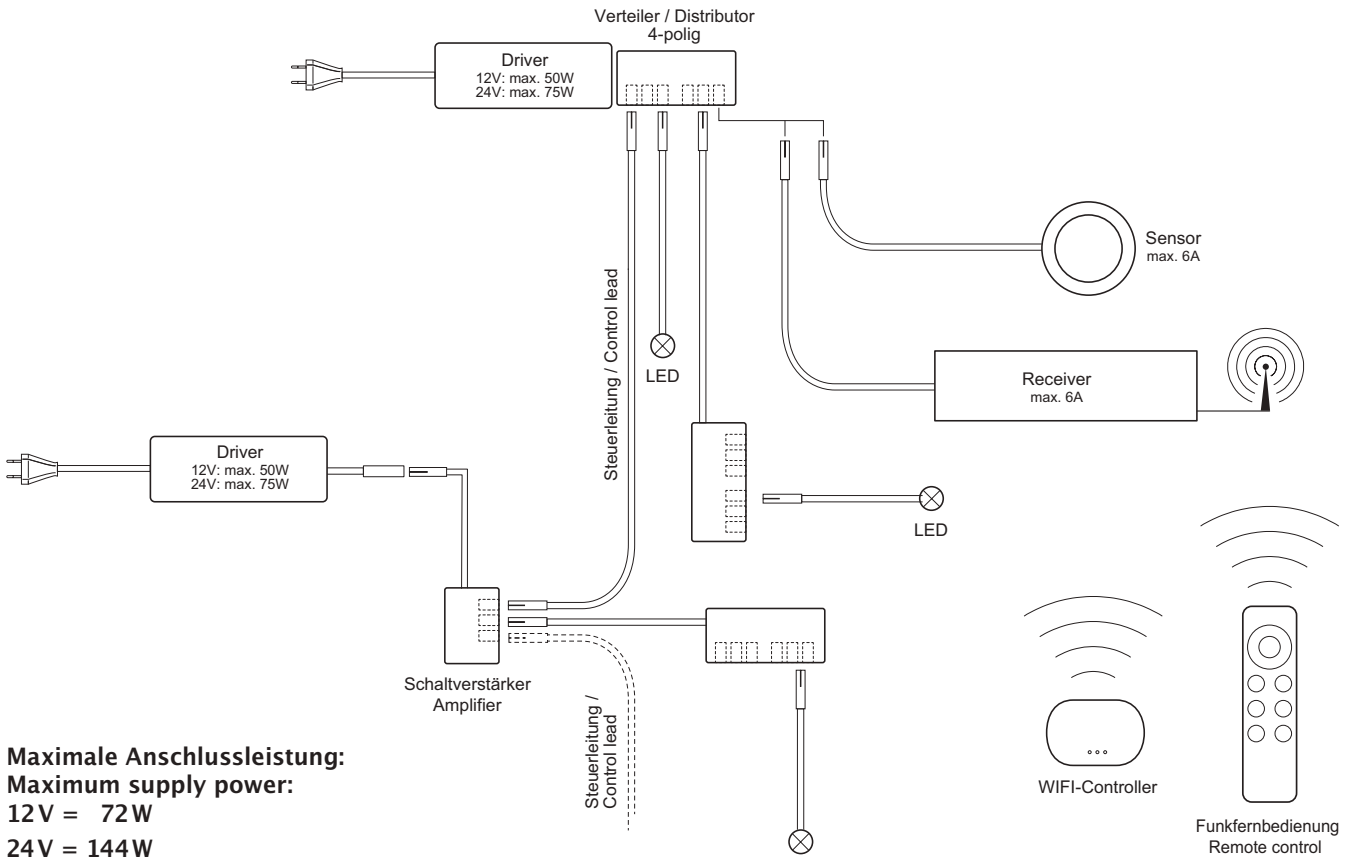 Verteiler / Distributor
4-polig
Driver
12V: max. 50W
24V: max. 75W
Sensor
max. 6A
Steuerleitung / Control lead
LED
Receiver
max. 6A
Driver
12V: max. 50W
24V: max. 75W
LED
Schaltverstärker
Amplifier
Steuerleitung /
Control lead
WIFI-Controller
Funkfernbedienung
Remote control
Maximale Anschlussleistung:
Maximum supply power:
12V = 72W
24V = 144W